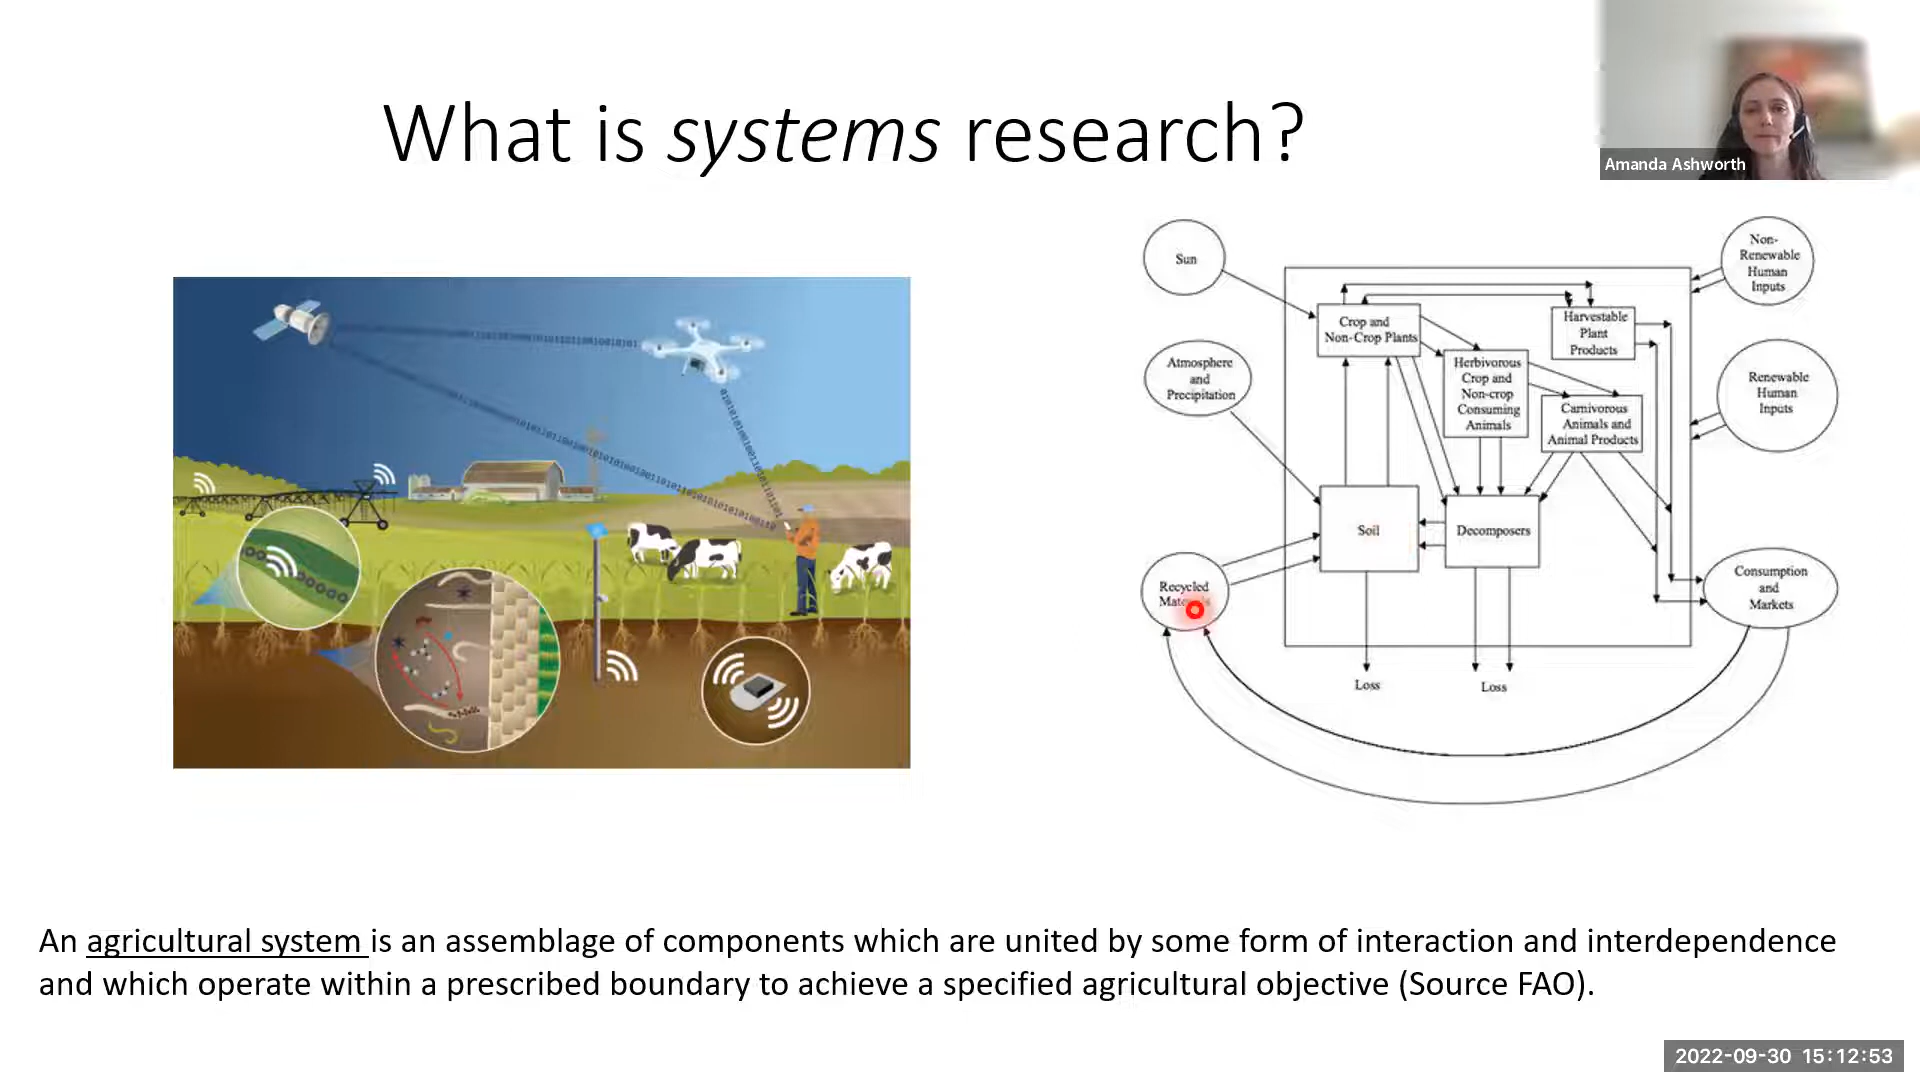 What is systems research?
Amanda Ashworth
Sun
Atmosphere
and
Precipitation
Recycled
Crop and
Non-Crop Plants
Herbivorous
Crop and
Non-crop
Consuming
Animals
Harvestable
Plant
Products
Carnivorous
Animals and
Animal Products
Soil
Decomposers
Loss
Loss
Non-
Renewable
Human
Inputs
Renewable
Human
Inputs
Consumption
and
Markets
An agricultural system is an assemblage of components which are united by some form of interaction and interdependence
and which operate within a prescribed boundary to achieve a specified agricultural objective (Source FAO).
2022-09-30 15:12:53